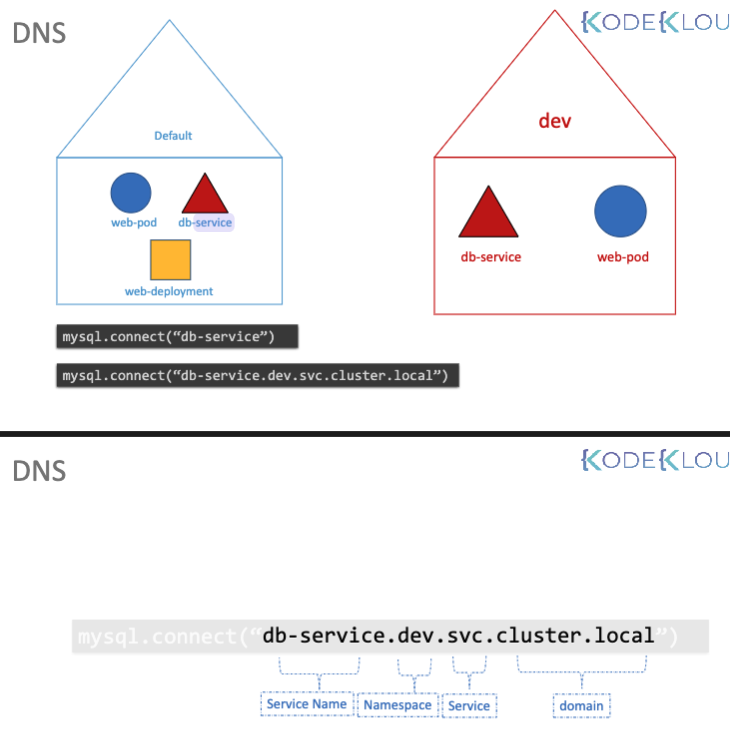 DNS
KODEKLOU
Default
dev
web-pod
db-service
web-deployment
db-service
web-pod
mysql.connect(“db-service”)
mysql.connect(“db-service.dev.svc.cluster.local”)
DNS
KODEKLOU
mysql.connect(“db-service.dev.svc.cluster.local”)
Service Name
Namespace
Service
domain